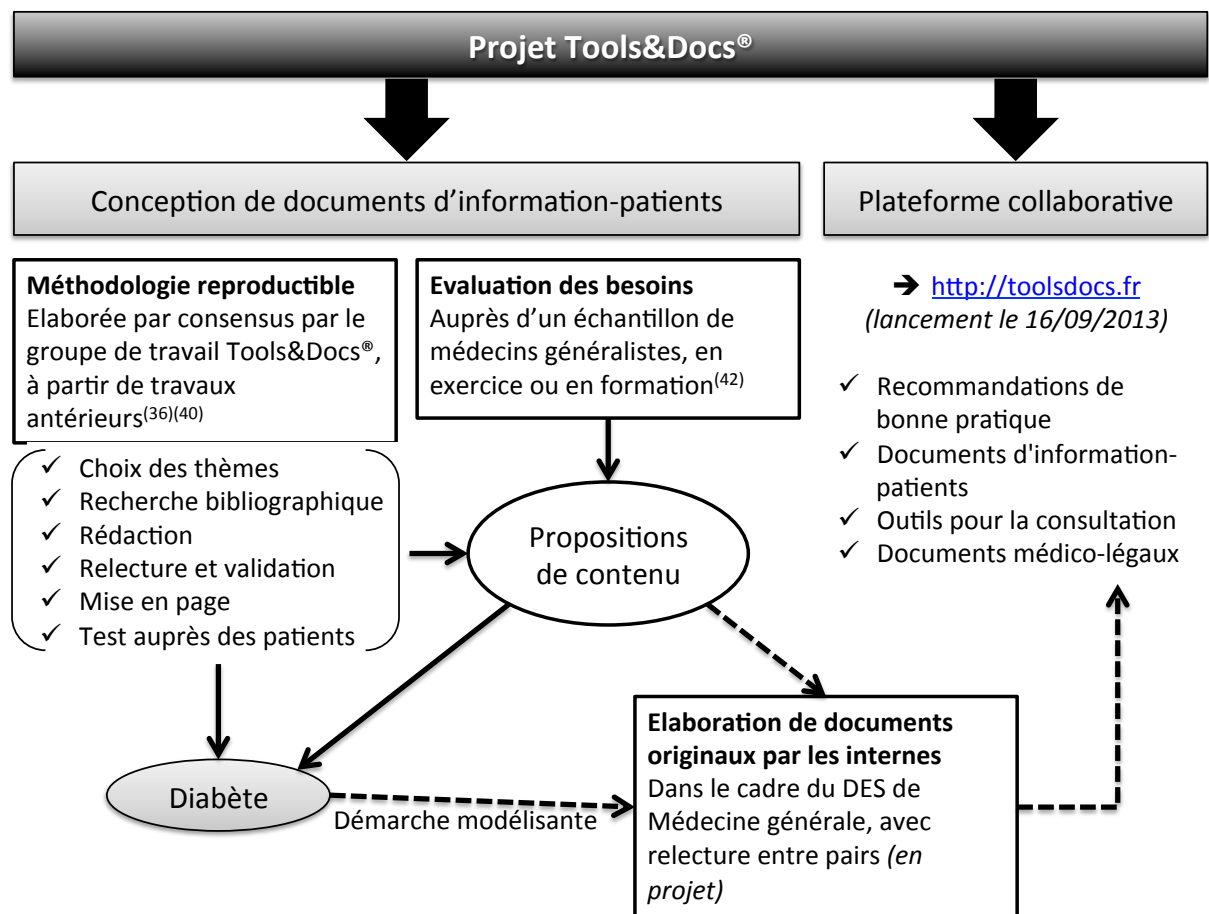 Projet Tools&Docs®
Conception de documents d’information-patients
Plateforme collaborative
Méthodologie reproductible
Elaborée par consensus par le
groupe de travail Tools&Docs®,
à partir de travaux
antérieurs(36)(40)
Evaluation des besoins
Auprès d’un échantillon de
médecins généralistes, en
exercice ou en formation(42)
➔ http://toolsdocs.fr
(lancement le 16/09/2013)
✓ Recommandations de
bonne pratique
✓ Documents d'information-
patients
✓ Outils pour la consultation
✓ Documents médico-légaux
✓ Choix des thèmes
✓ Recherche bibliographique
✓ Rédaction
✓ Relecture et validation
✓ Mise en page
✓ Test auprès des patients
Propositions
de contenu
Diabète
Démarche modélisante
Elaboration de documents
originaux par les internes
Dans le cadre du DES de
Médecine générale, avec
relecture entre pairs (en
projet)